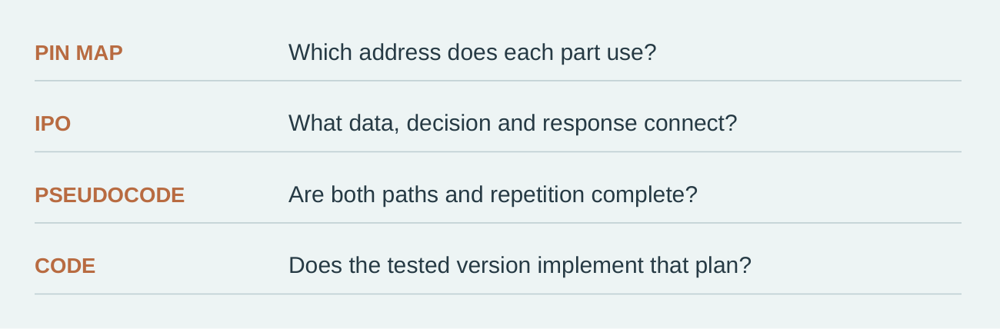 PIN MAP Which address does each part use?
IPO What data, decision and response connect?
PSEUDOCODE Are both paths and repetition complete?
CODE Does the tested version implement that plan?